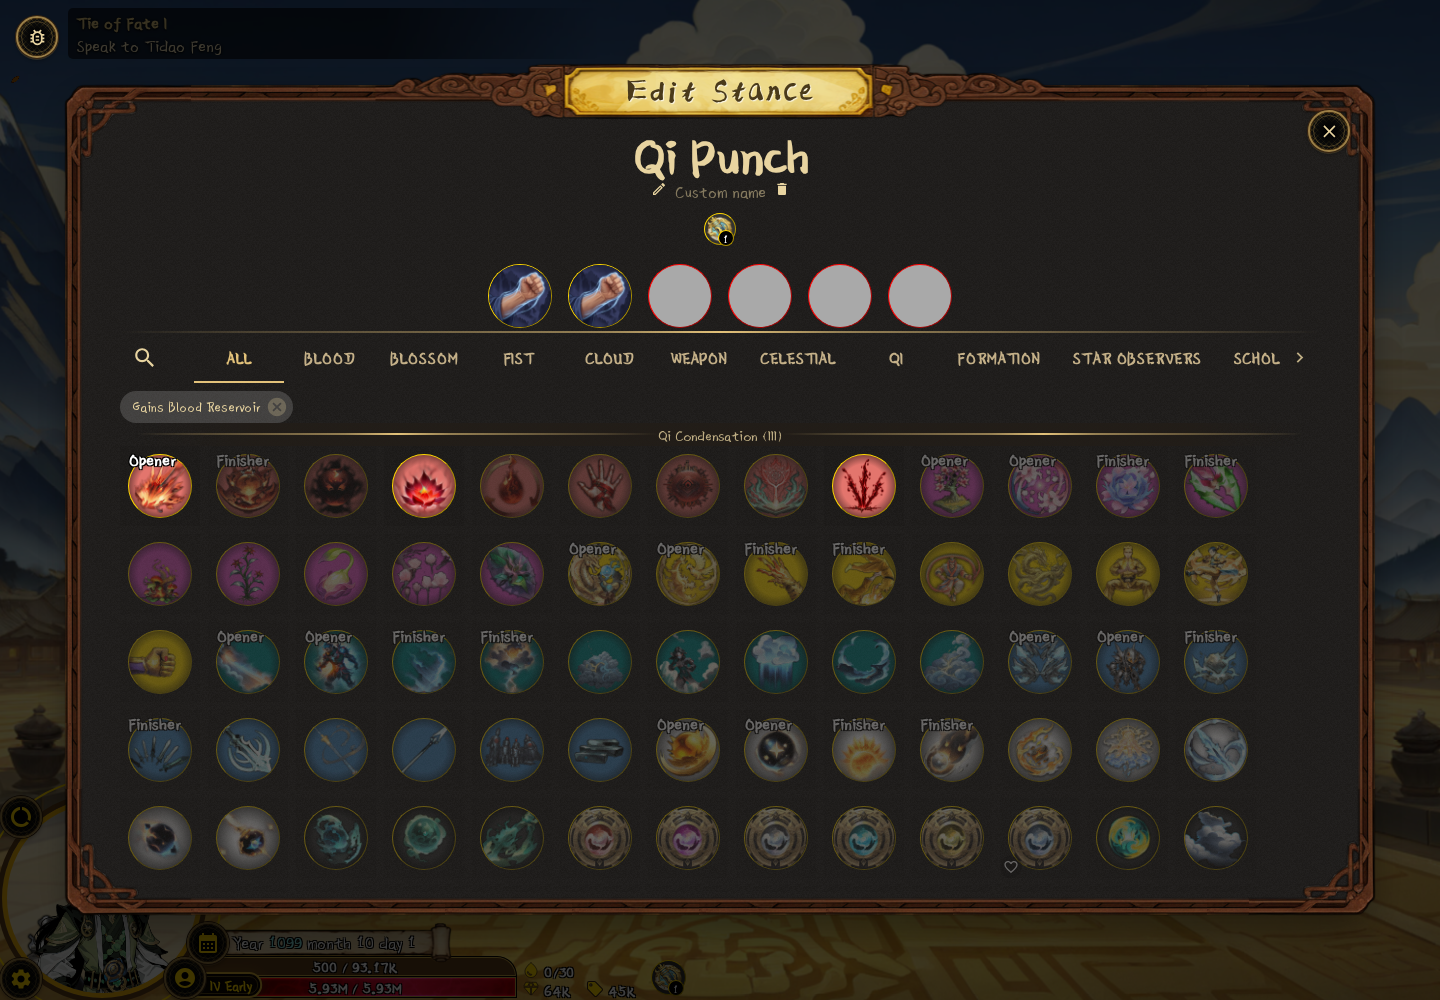 Tie of Fate I
Speak to Tidao Feng
Edit Stance
Qi Punch
Custom name
ALL BLOOD BLOSSOM FIST CLOUD WEAPON CELESTIAL QI FORMATION STAR OBSERVERS SCHOL
Gains Blood Reservoir
Qi Condensation (III)
Opener Finisher Opener Opener Finisher Finisher
Opener Opener Finisher Finisher
Opener Opener Finisher Finisher Opener Opener Finisher
Finisher Opener Opener Finisher Finisher
Year 1099 month 10 day 1
500 / 93.17K
IV Early
5.93M / 5.93M
0/30
64K 45K